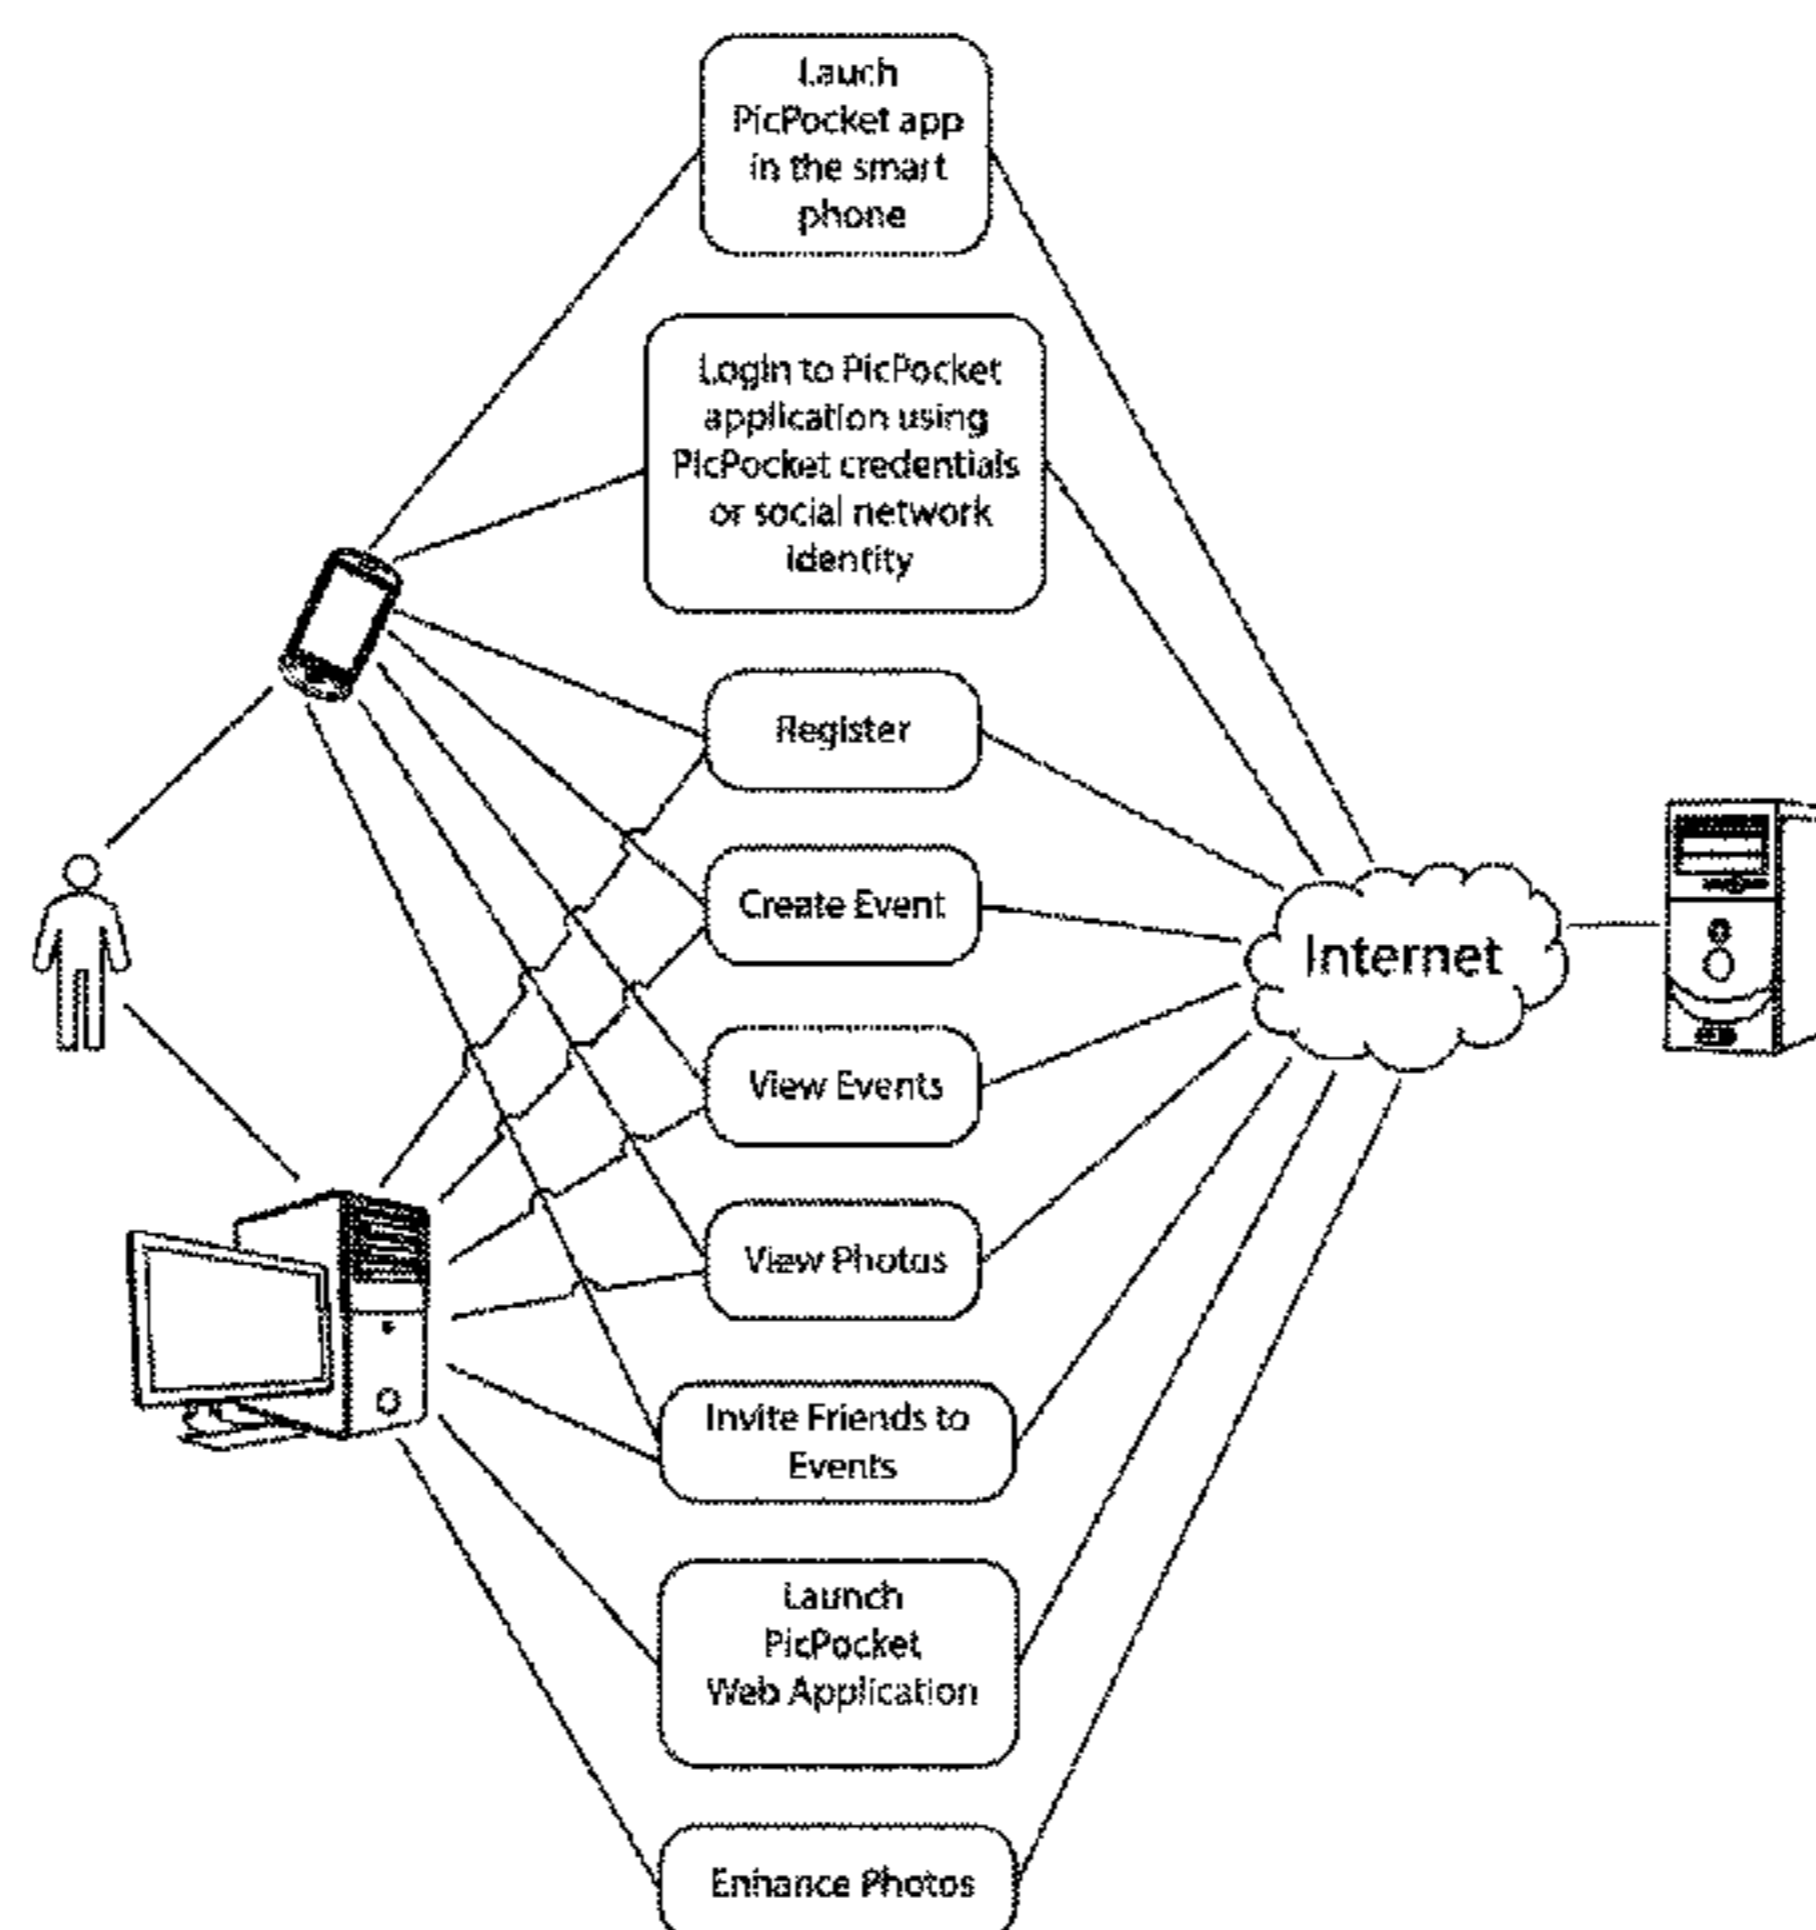 Lauch
PicPocket app
in the smart
phone
Login to PicPocket
application using
PicPocket credentials
or social network
identity
Register
Create Event
Internet
View Events
View Photos
Invite Friends to
Events
Launch
PicPocket
Web Application
Enhance Photos